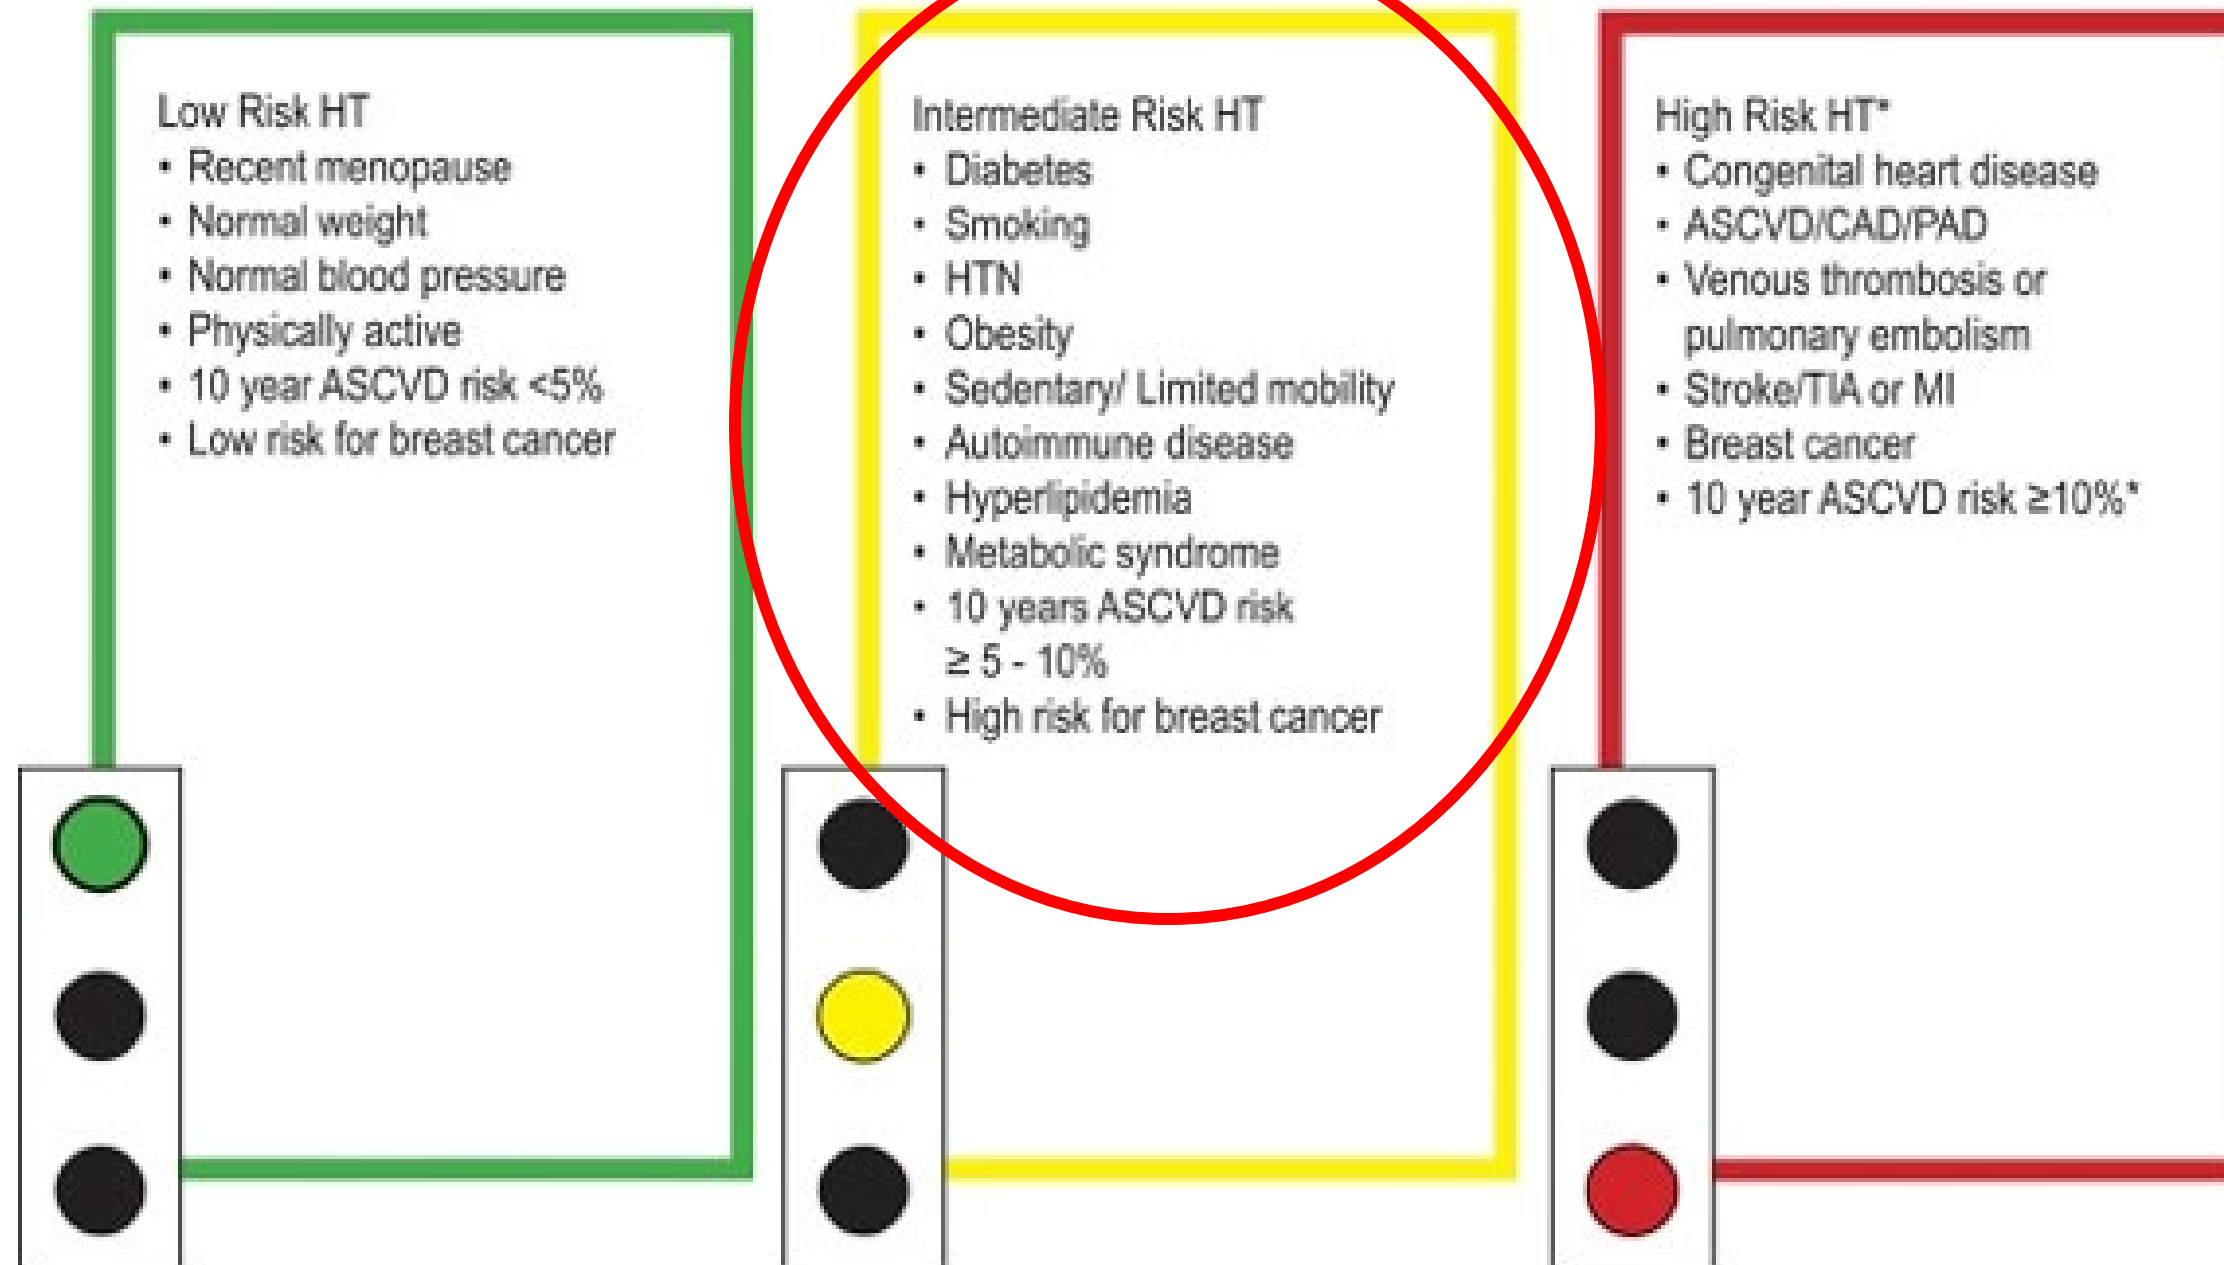 Low Risk HT
• Recent menopause
• Normal weight
• Normal blood pressure
• Physically active
• 10 year ASCVD risk <5%
• Low risk for breast cancer
Intermediate Risk HT
• Diabetes
• Smoking
• HTN
• Obesity
• Sedentary/ Limited mobility
• Autoimmune disease
• Hyperlipidemia
• Metabolic syndrome
• 10 years ASCVD risk
≥ 5 - 10%
• High risk for breast cancer
High Risk HT*
• Congenital heart disease
• ASCVD/CAD/PAD
• Venous thrombosis or
pulmonary embolism
• Stroke/TIA or MI
• Breast cancer
• 10 year ASCVD risk ≥10%*